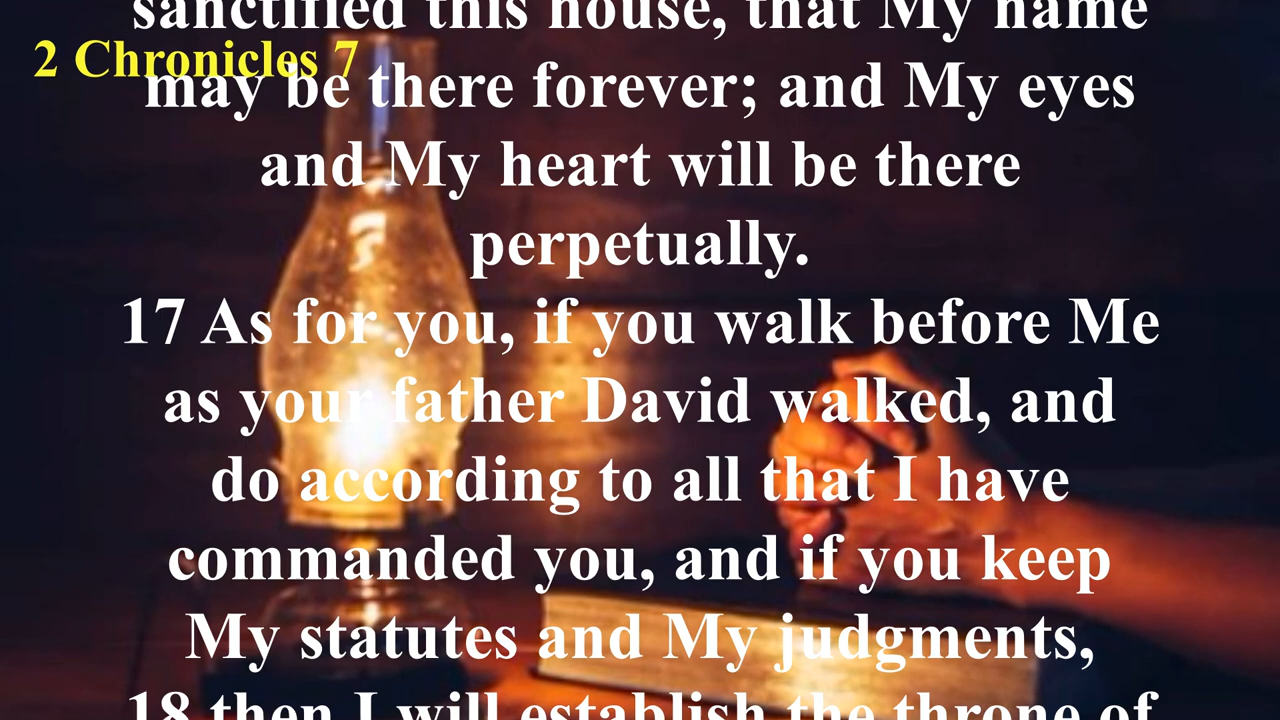 sanctified this house, that My name
2 Chronicles 7
may be there forever; and My eyes
and My heart will be there
perpetually.
17 As for you, if you walk before Me
as your father David walked, and
do according to all that I have
commanded you, and if you keep
My statutes and My judgments,
18 then I will establish the throne of